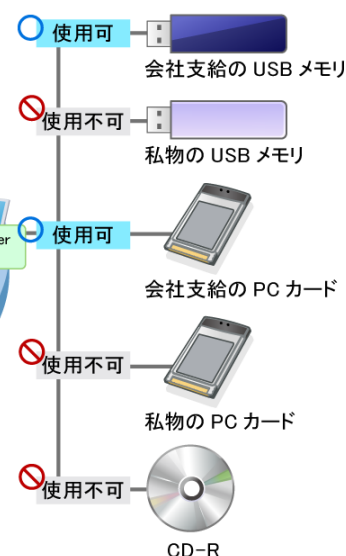 使用可
会社支給の USB メモリ
使用不可
私物の USB メモリ
er
使用可
会社支給の PC カード
使用不可
私物の PC カード
使用不可
CD-R